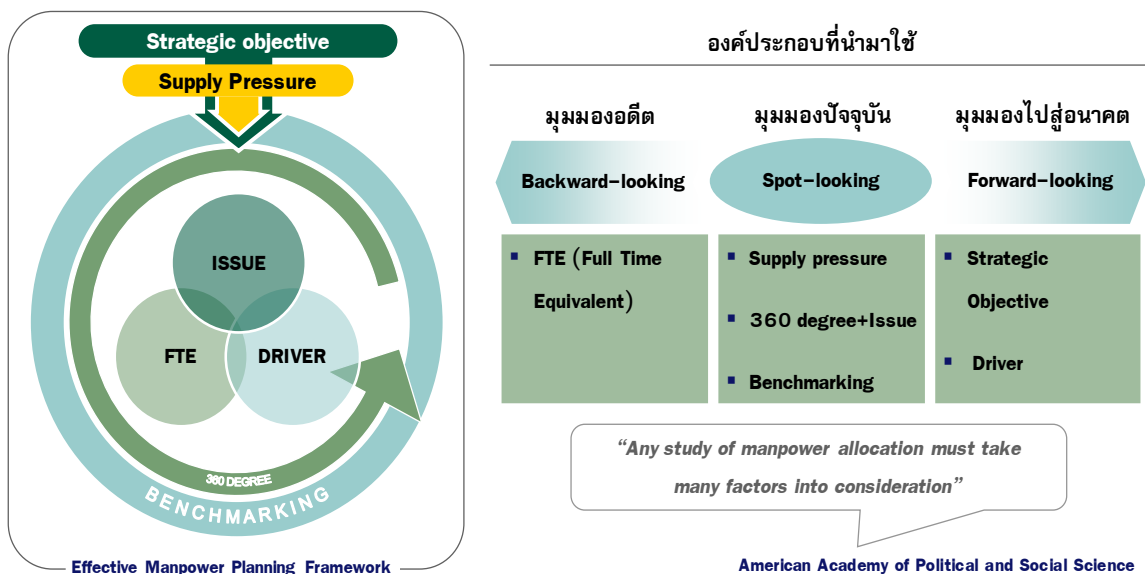 Strategic objective
Supply Pressure
ISSUE
FTE
DRIVER
360 DEGREE
BENCHMARKING
Effective Manpower Planning Framework
องค์ประกอบที่นำมาใช้
มุมมองอดีต
มุมมองปัจจุบัน
มุมมองไปสู่อนาคต
Backward-looking
Spot-looking
Forward-looking
▪ FTE (Full Time
Equivalent)
▪ Supply pressure
▪ 360 degree+Issue
▪ Benchmarking
▪ Strategic
Objective
▪ Driver
“Any study of manpower allocation must take
many factors into consideration”
American Academy of Political and Social Science